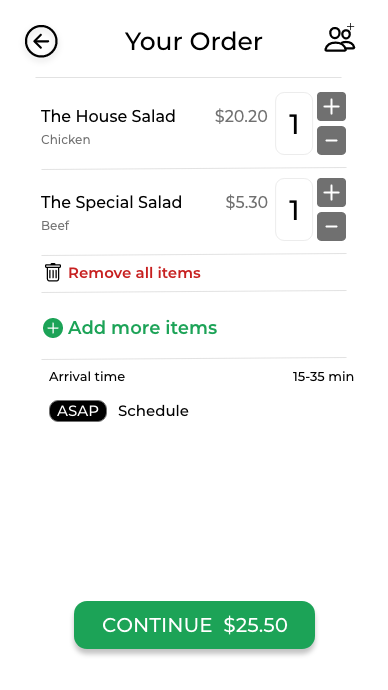 Your Order
The House Salad $20.20 1
Chicken
The Special Salad $5.30 1
Beef
Remove all items
Add more items
Arrival time 15-35 min
ASAP Schedule
CONTINUE $25.50